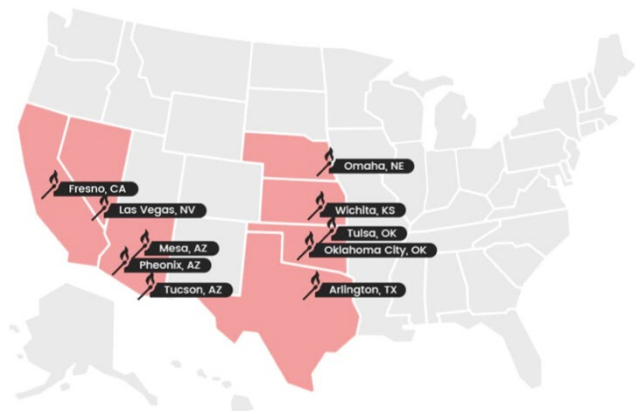 Omaha, NE
Fresno, CA
Las Vegas, NV
Wichita, KS
Tulsa, OK
Mesa, AZ
Oklahoma City, OK
Pheonix, AZ
Tucson, AZ
Arlington, TX